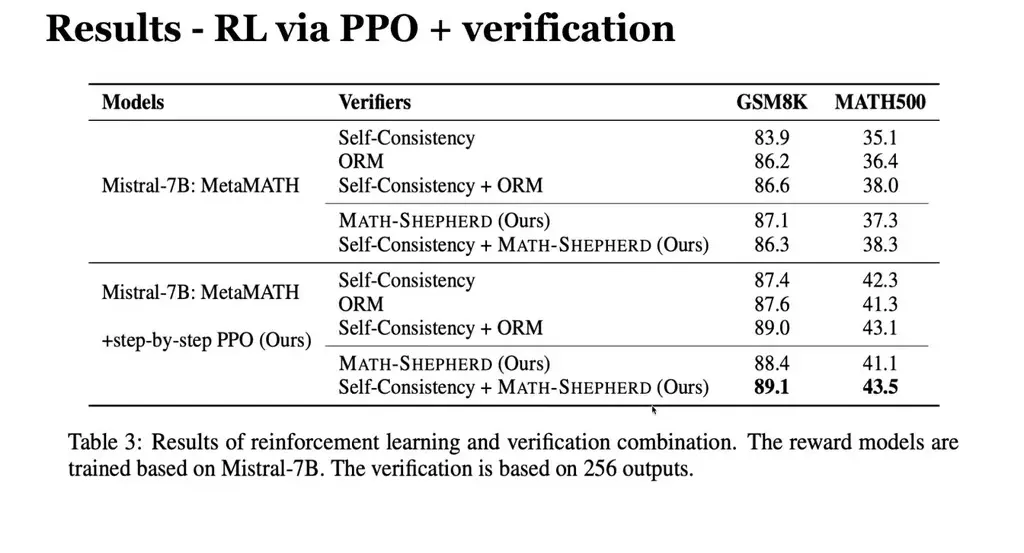 Results - RL via PPO + verification
Models Verifiers GSM8K MATH500
Mistral-7B: MetaMATH
Self-Consistency 83.9 35.1
ORM 86.2 36.4
Self-Consistency + ORM 86.6 38.0
MATH-SHEPHERD (Ours) 87.1 37.3
Self-Consistency + MATH-SHEPHERD (Ours) 86.3 38.3
Mistral-7B: MetaMATH
+step-by-step PPO (Ours)
Self-Consistency 87.4 42.3
ORM 87.6 41.3
Self-Consistency + ORM 89.0 43.1
MATH-SHEPHERD (Ours) 88.4 41.1
Self-Consistency + MATH-SHEPHERD (Ours) 89.1 43.5
Table 3: Results of reinforcement learning and verification combination. The reward models are
trained based on Mistral-7B. The verification is based on 256 outputs.